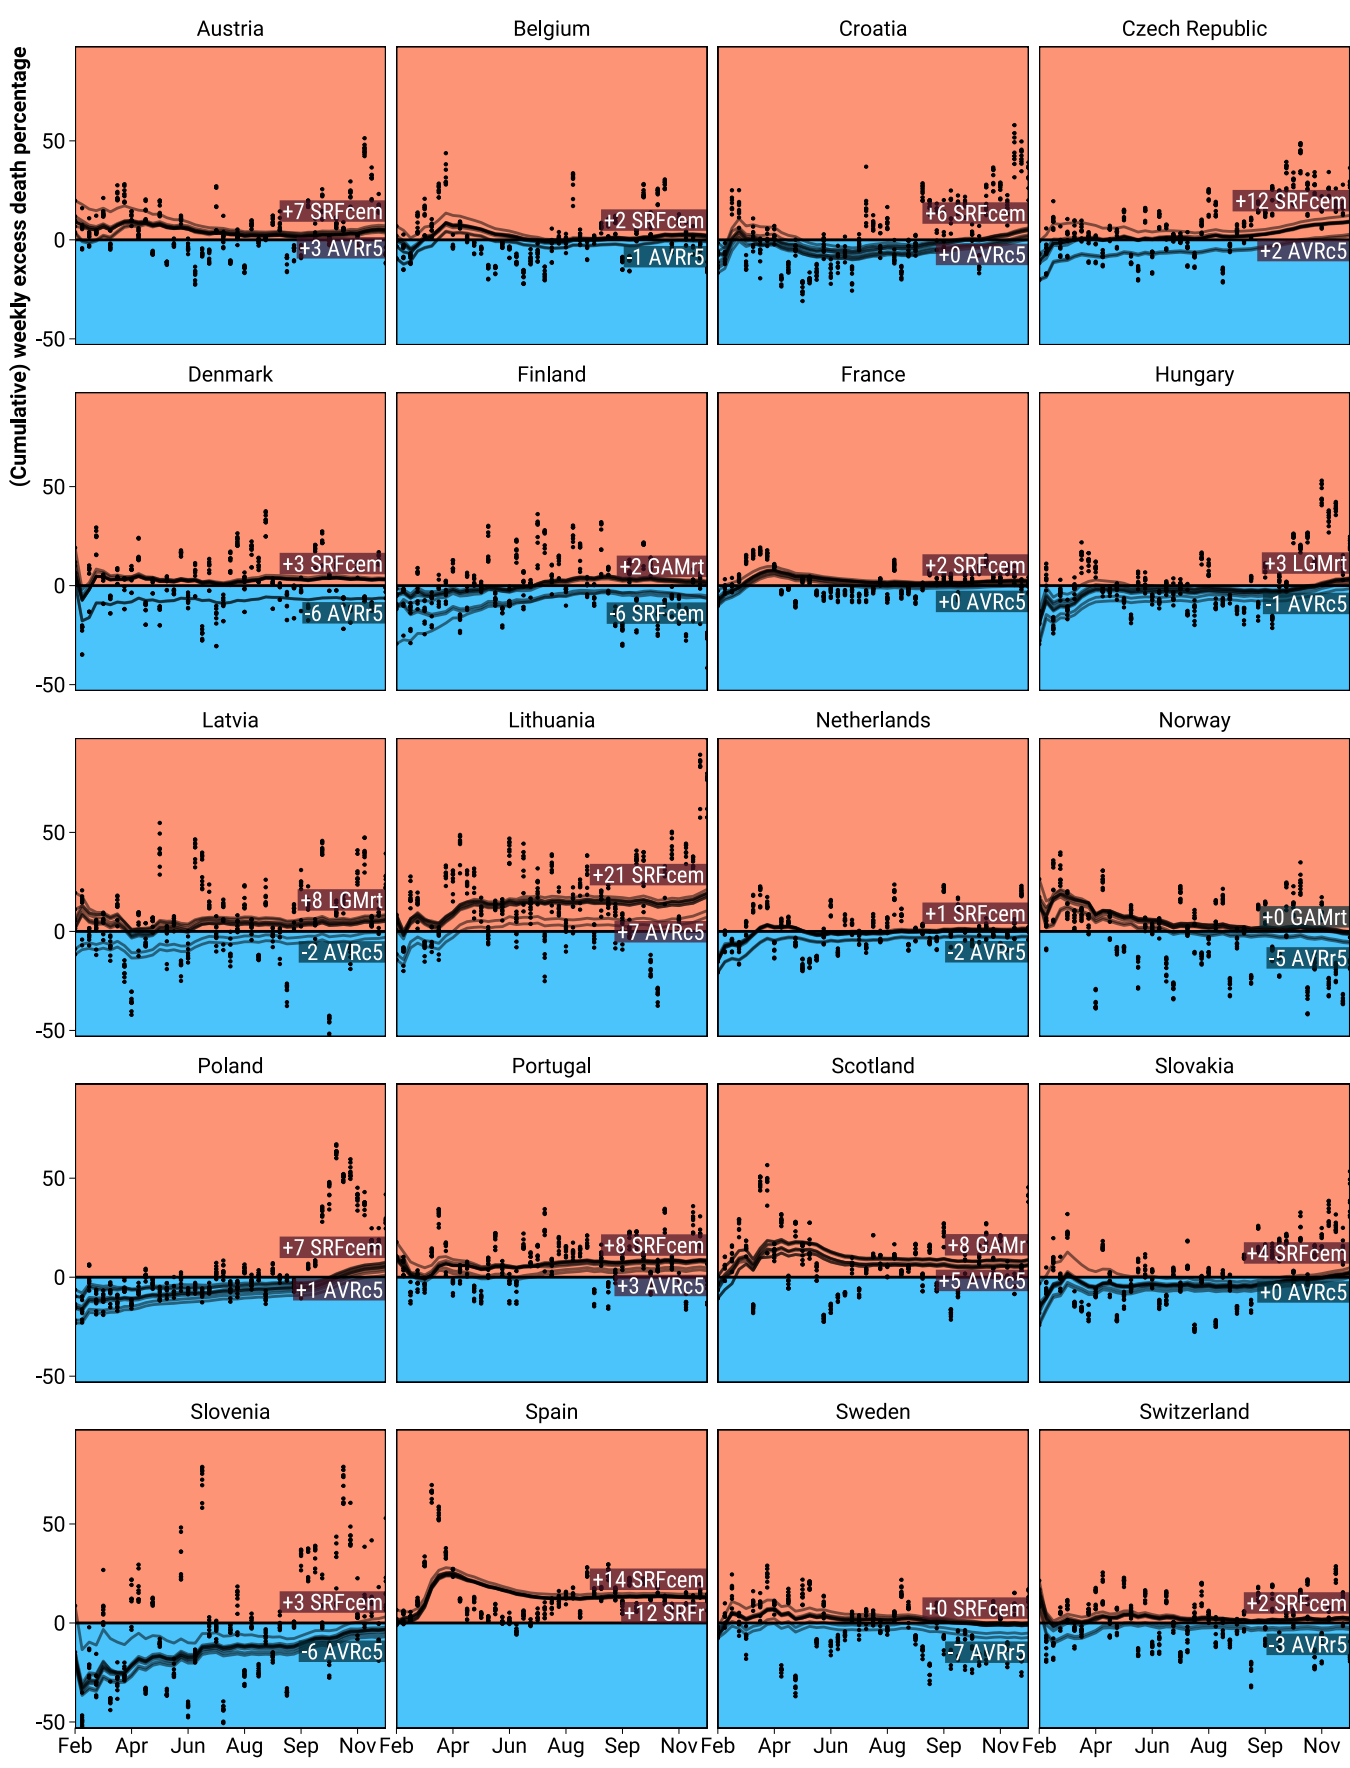 (Cumulative) weekly excess death percentage
Austria
Belgium
Croatia
Czech Republic
50
0
-50
+7 SRFcem
+3 AVRr5
+2 SRFcem
-1 AVRr5
+6 SRFcem
+0 AVRc5
+12 SRFcem
+2 AVRc5
Denmark
Finland
France
Hungary
50
0
-50
+3 SRFcem
-6 AVRr5
+2 GAMrt
-6 SRFcem
+2 SRFcem
+0 AVRc5
+3 LGMrt
-1 AVRc5
Latvia
Lithuania
Netherlands
Norway
50
0
-50
+8 LGMrt
-2 AVRc5
+21 SRFcem
+7 AVRc5
+1 SRFcem
-2 AVRr5
+0 GAMrt
-5 AVRr5
Poland
Portugal
Scotland
Slovakia
50
0
-50
+7 SRFcem
+1 AVRc5
+8 SRFcem
+3 AVRc5
+8 GAMr
+5 AVRc5
+4 SRFcem
+0 AVRc5
Slovenia
Spain
Sweden
Switzerland
50
0
-50
+3 SRFcem
-6 AVRc5
+14 SRFcem
+12 SRFr
+0 SRFcem
-7 AVRr5
+2 SRFcem
-3 AVRr5
Feb Apr Jun Aug Sep Nov Feb Apr Jun Aug Sep Nov Feb Apr Jun Aug Sep Nov Feb Apr Jun Aug Sep Nov